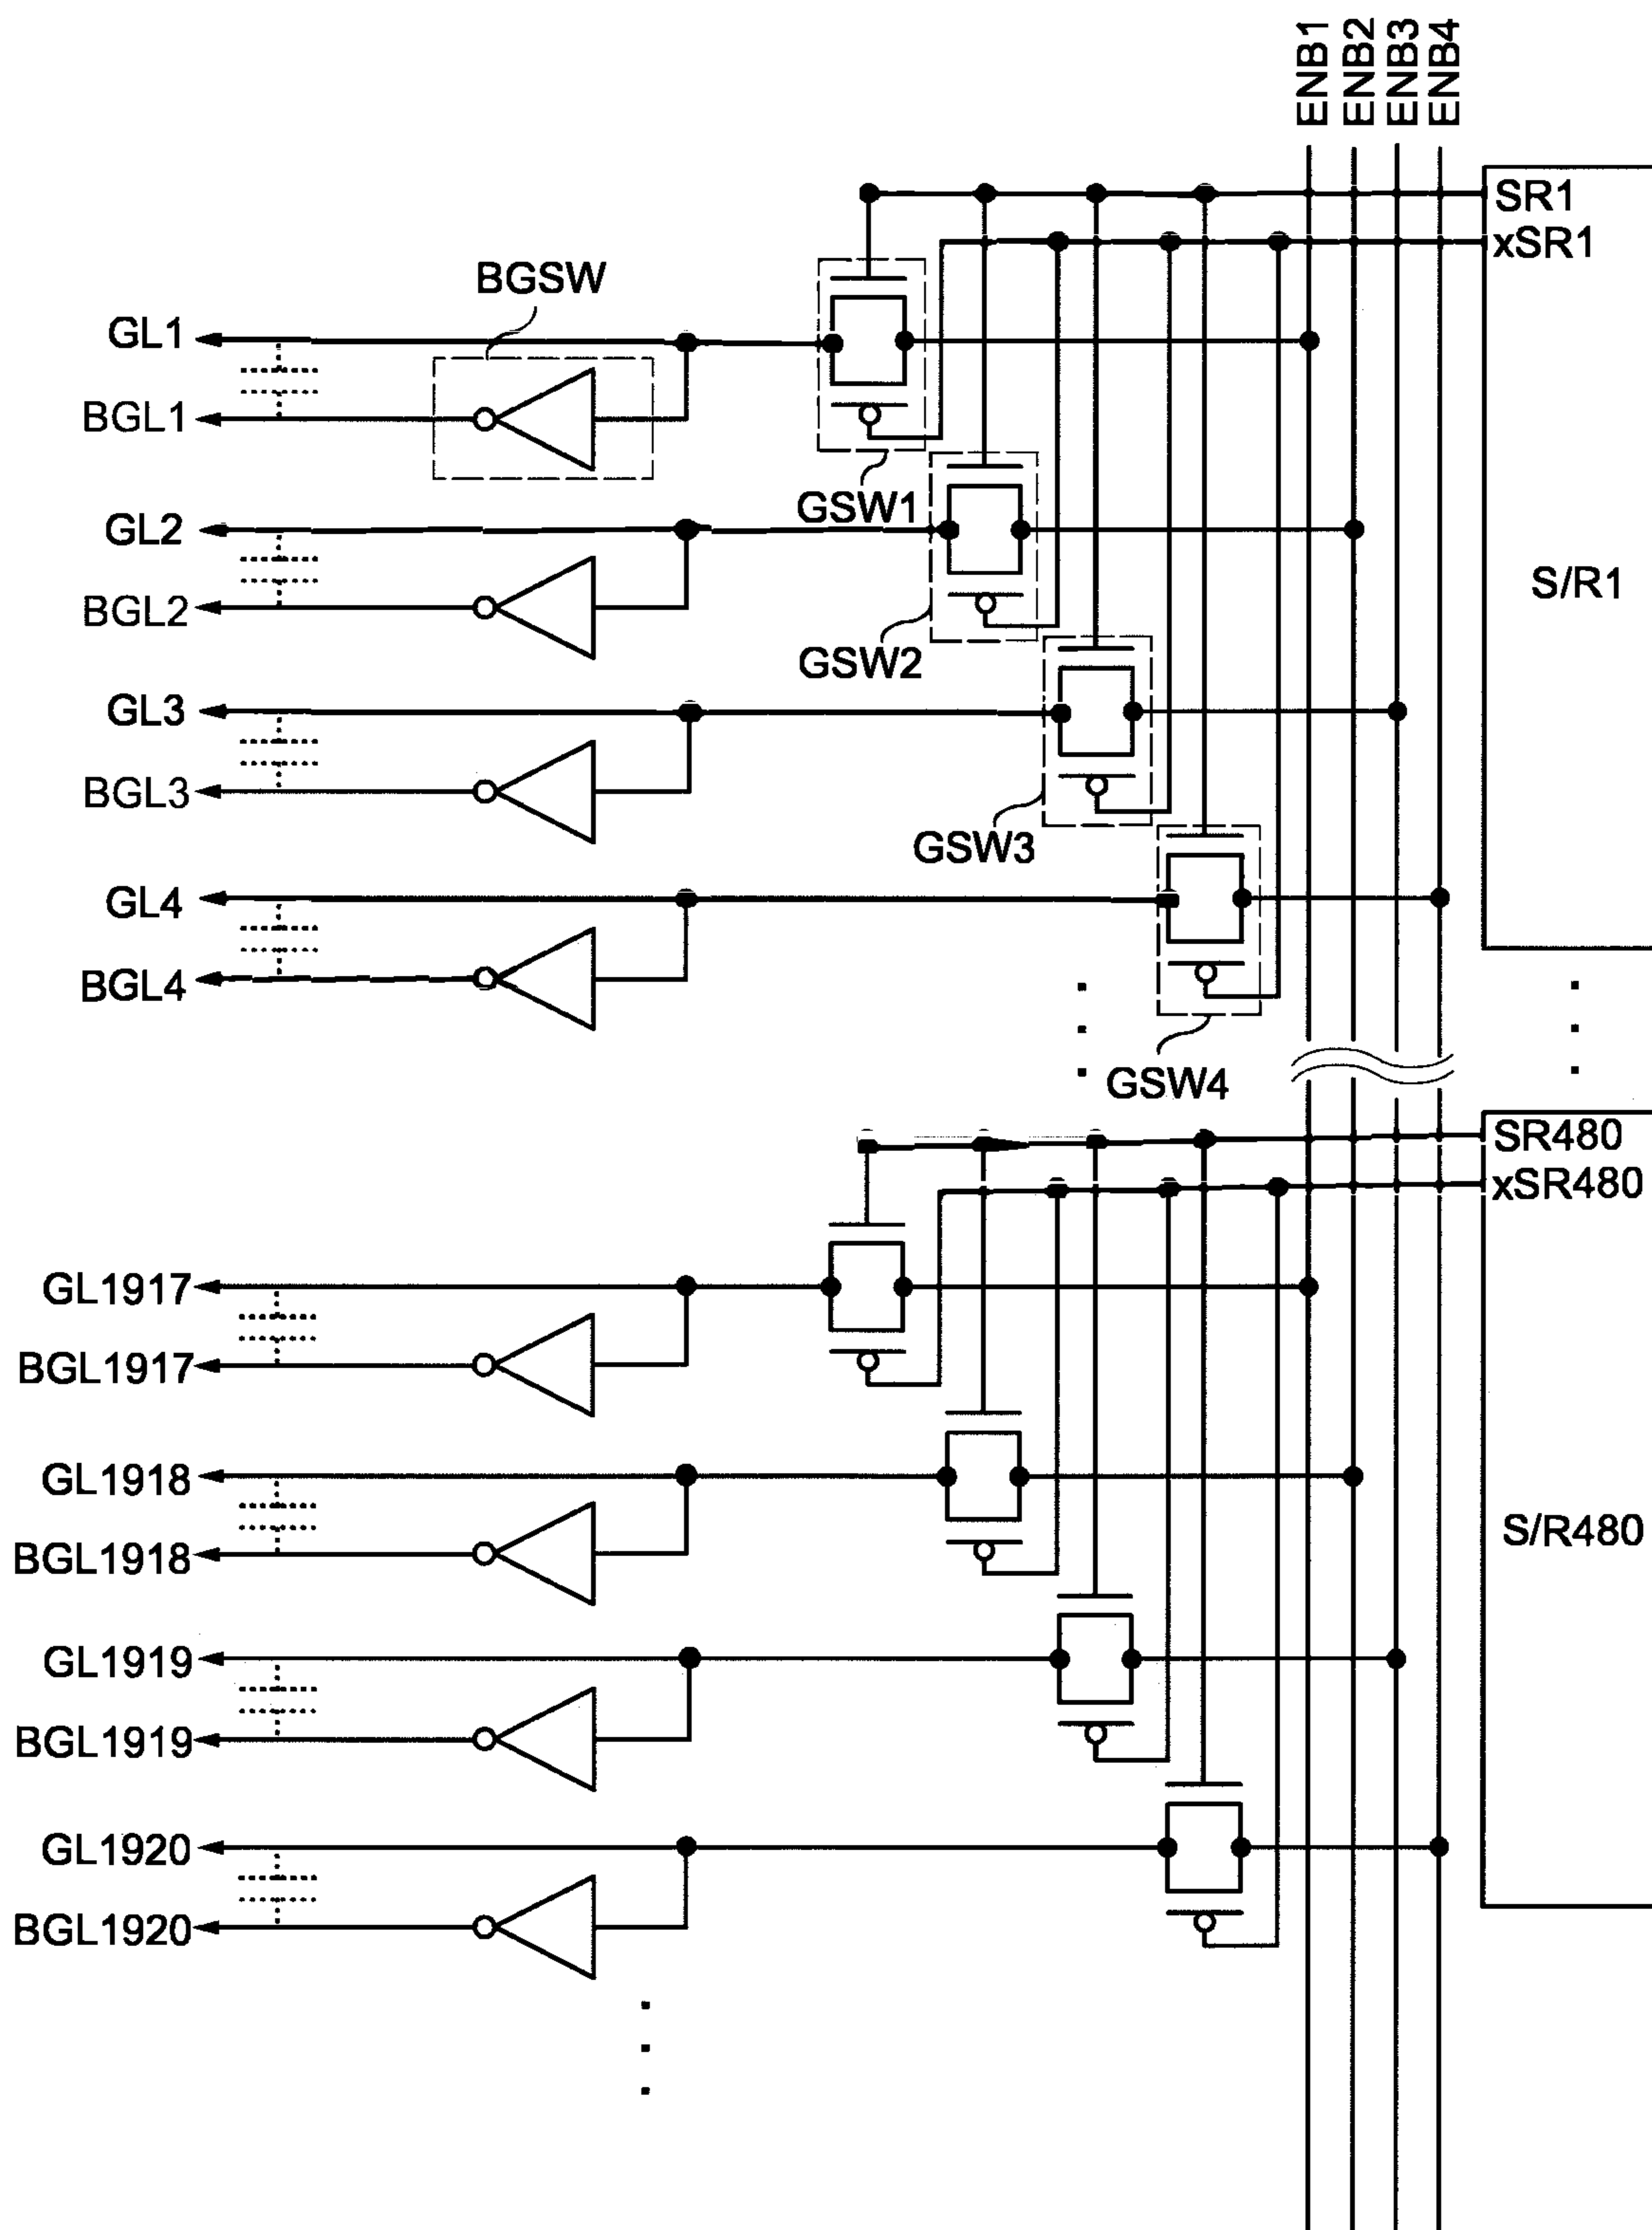 ENB1
ENB2
ENB3
ENB4
SR1
xSR1
BGSW
GL1
BGL1
GSW1
GL2
S/R1
BGL2
GSW2
GL3
BGL3
GSW3
GL4
BGL4
GSW4
SR480
xSR480
GL1917
BGL1917
GL1918
S/R480
BGL1918
GL1919
BGL1919
GL1920
BGL1920